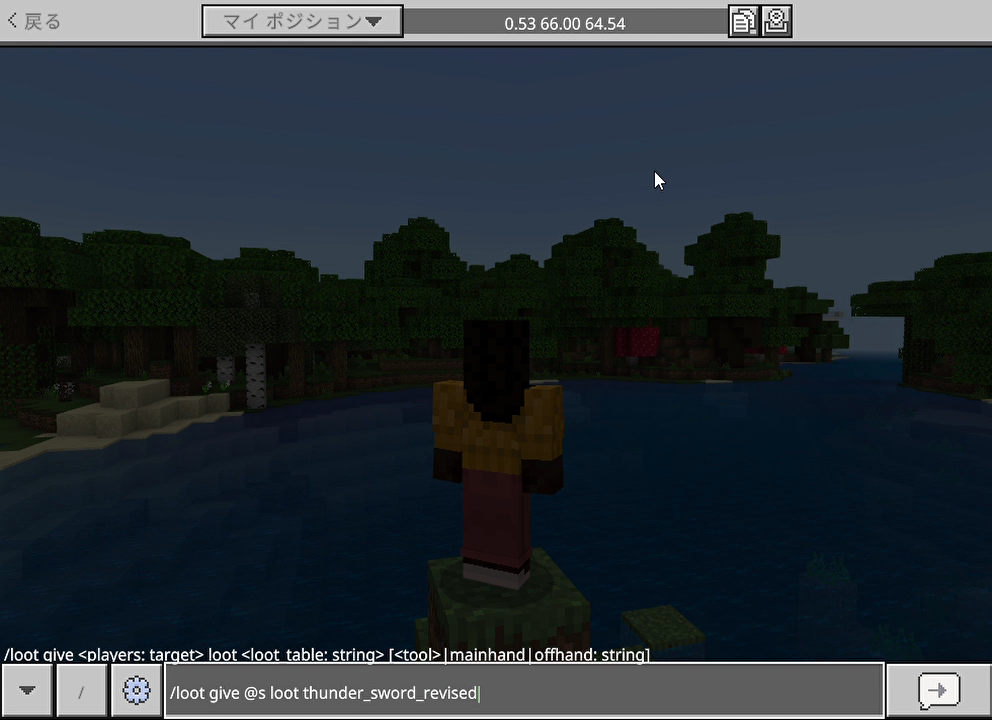 戻る
マイ ポジション
0.53 66.00 64.54
/loot give <players: target> loot <loot_table: string> [<tool>|mainhand|offhand: string]
/
/loot give @s loot thunder_sword_revised